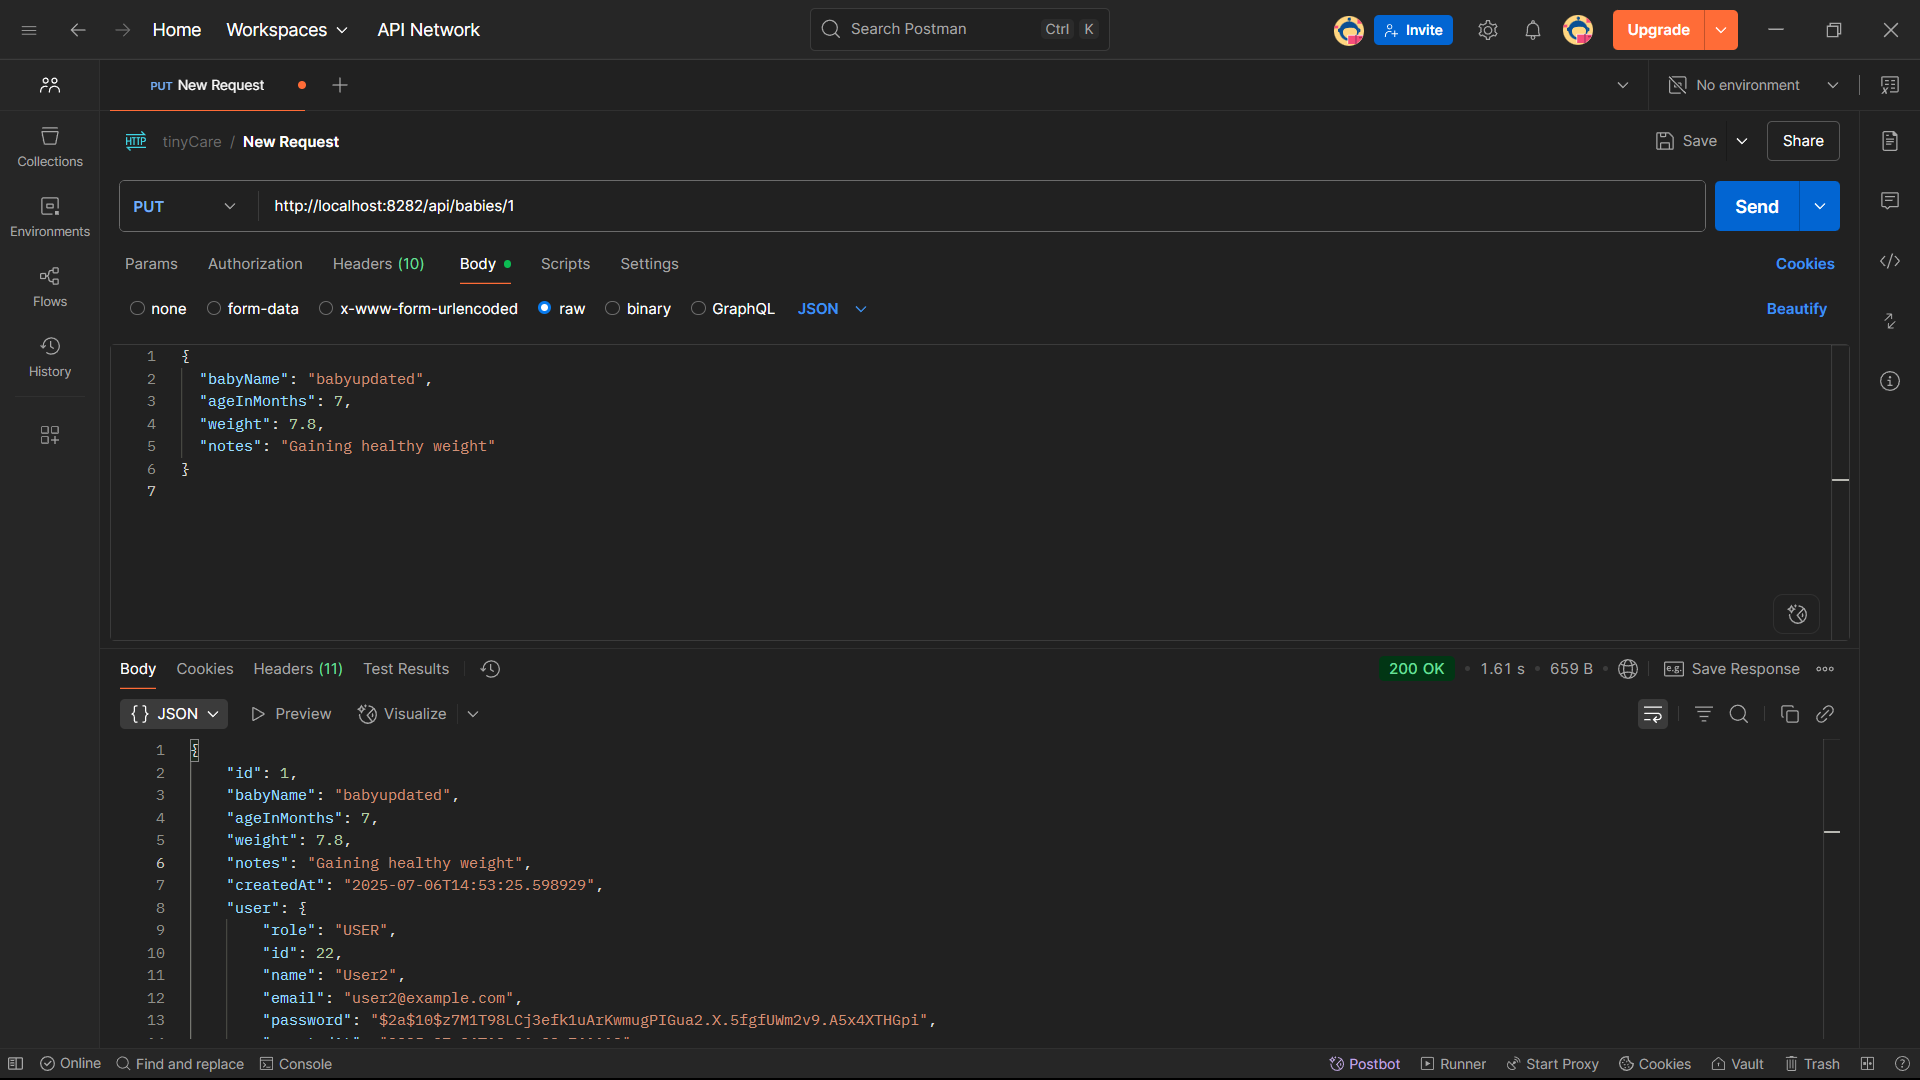 Home Workspaces API Network Search Postman Ctrl K Invite Upgrade
PUT New Request No environment
HTTP tinyCare / New Request Save Share
Collections
PUT http://localhost:8282/api/babies/1 Send
Environments
Params Authorization Headers (10) Body Scripts Settings Cookies
Flows
none form-data x-www-form-urlencoded raw binary GraphQL JSON Beautify
History
1 {
2 "babyName": "babyupdated",
3 "ageInMonths": 7,
4 "weight": 7.8,
5 "notes": "Gaining healthy weight"
6 }
7
Body Cookies Headers (11) Test Results 200 OK • 1.61 s • 659 B • e.g. Save Response
{} JSON Preview Visualize
1 {
2 "id": 1,
3 "babyName": "babyupdated",
4 "ageInMonths": 7,
5 "weight": 7.8,
6 "notes": "Gaining healthy weight",
7 "createdAt": "2025-07-06T14:53:25.598929",
8 "user": {
9 "role": "USER",
10 "id": 22,
11 "name": "User2",
12 "email": "user2@example.com",
13 "password": "$2a$10$z7M1T98LCj3efk1uArKwmugPIGua2.X.5fgfUWm2v9.A5x4XTHGpi",
Online Find and replace Console Postbot Runner Start Proxy Cookies Vault Trash